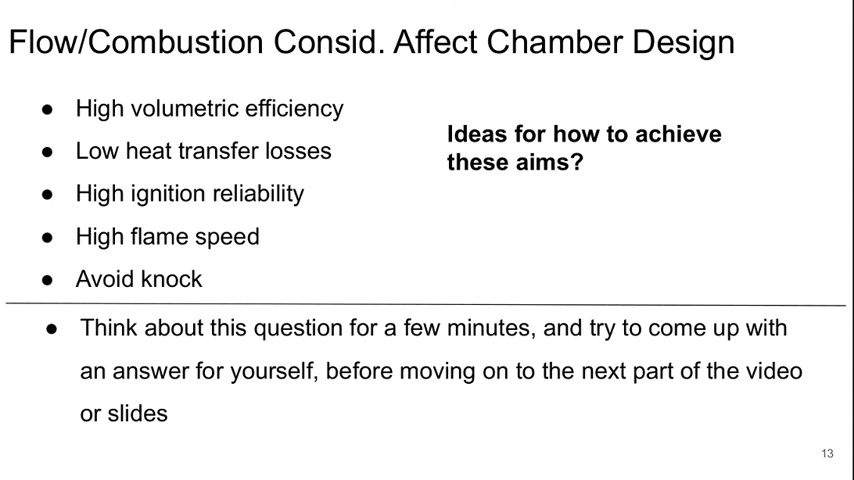 Flow/Combustion Consid. Affect Chamber Design
● High volumetric efficiency
● Low heat transfer losses
● High ignition reliability
● High flame speed
● Avoid knock
Ideas for how to achieve
these aims?
● Think about this question for a few minutes, and try to come up with
an answer for yourself, before moving on to the next part of the video
or slides
13